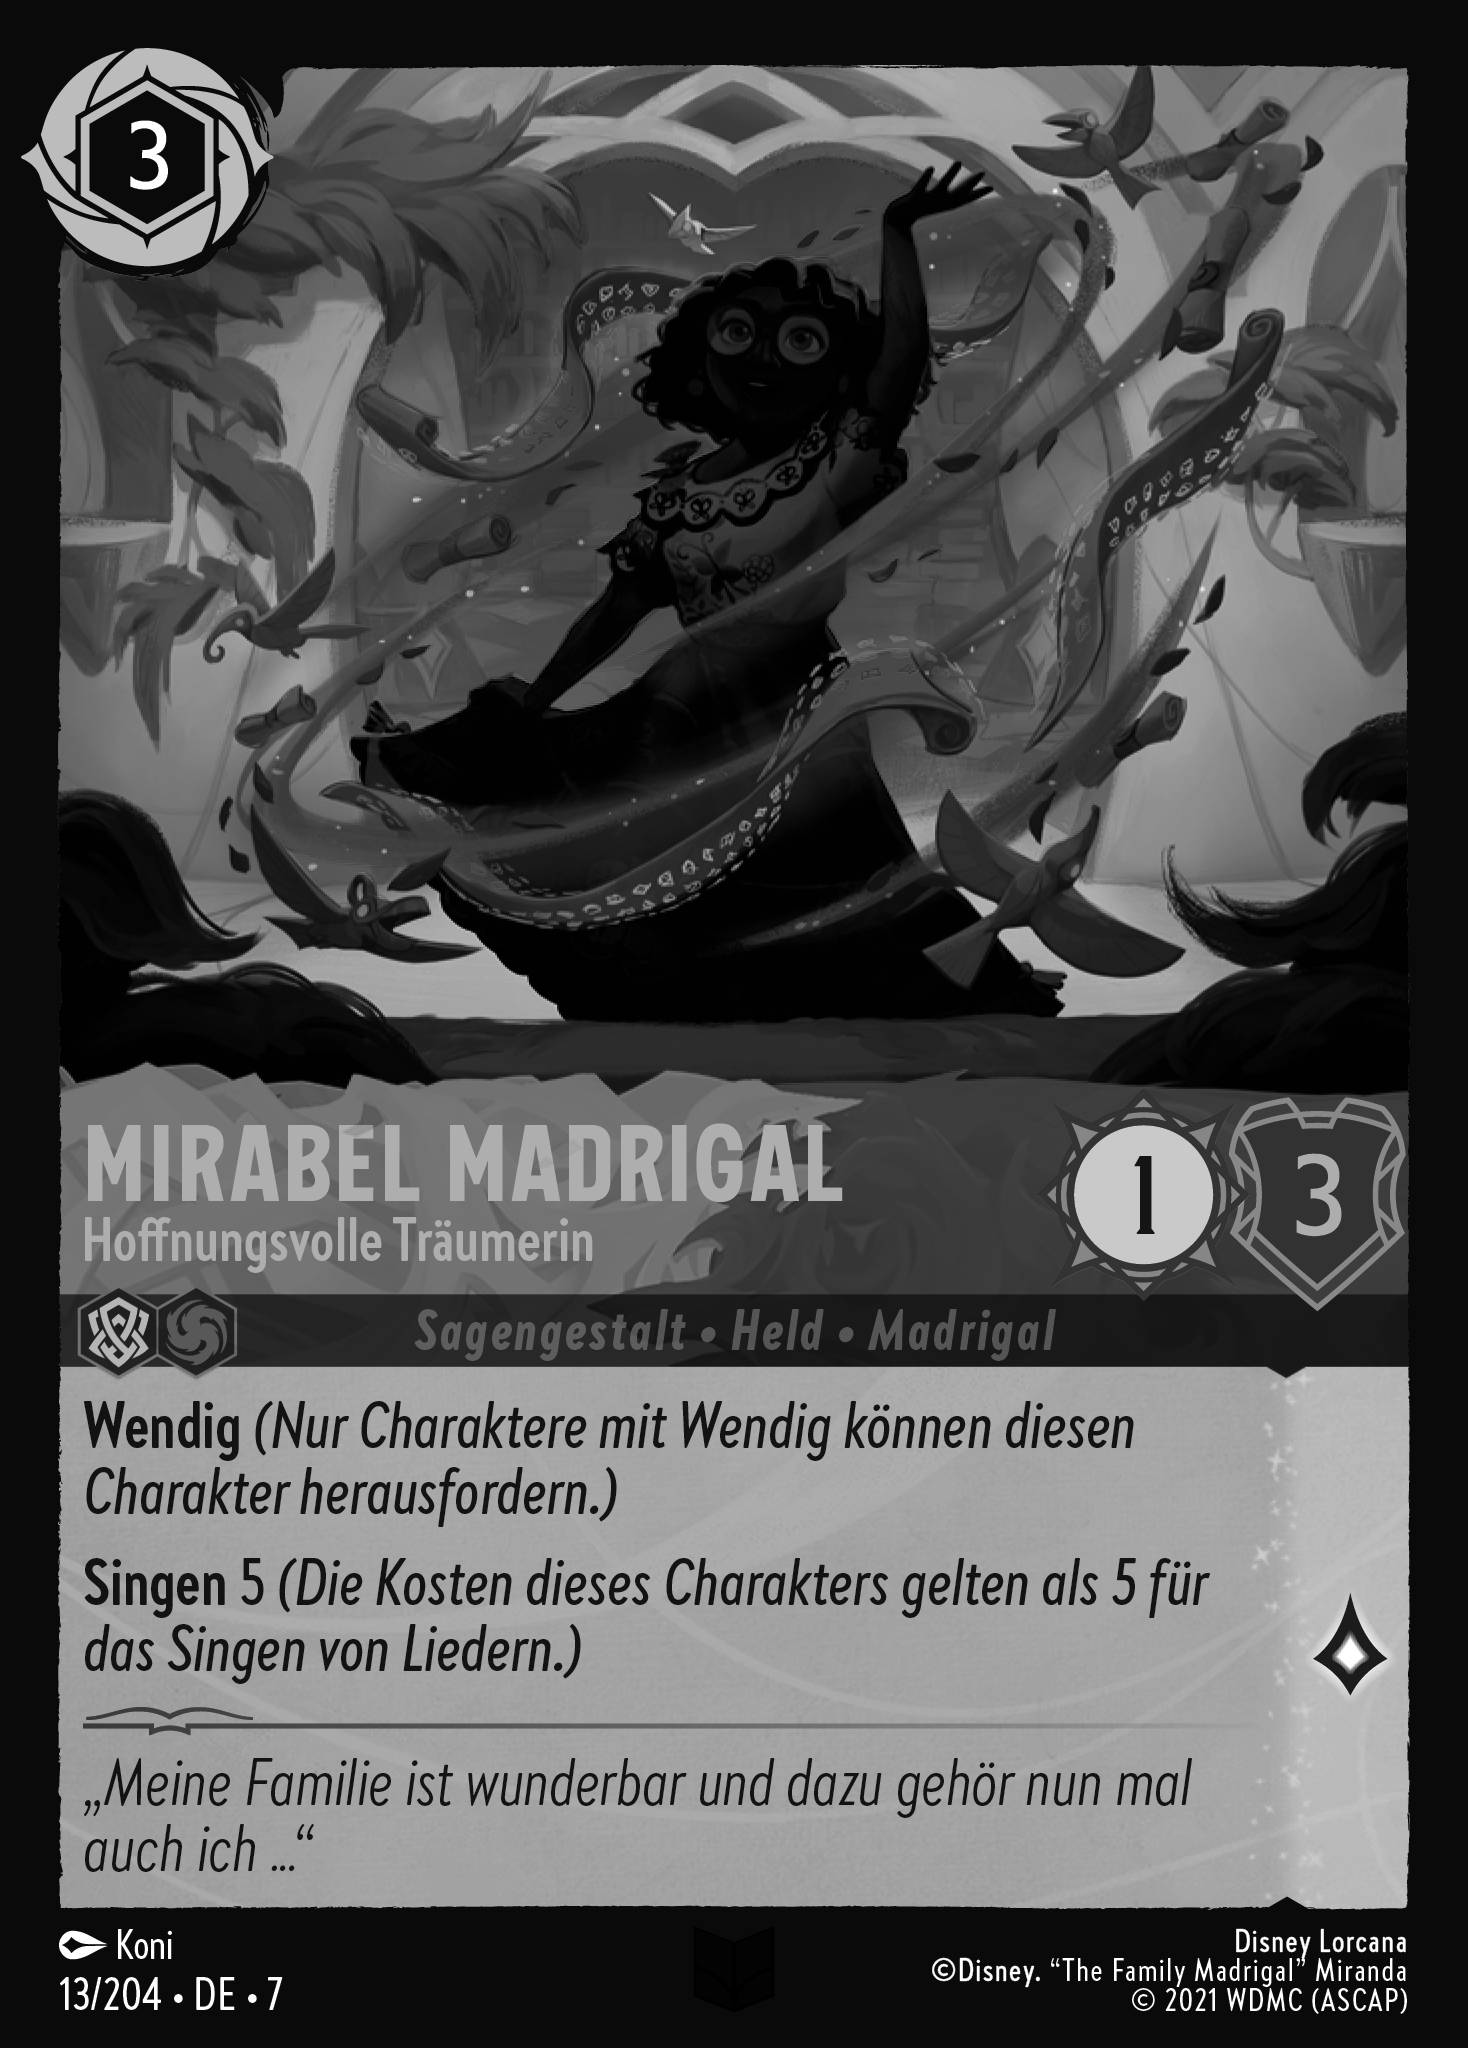 3
MIRABEL MADRIGAL
Hoffnungsvolle Träumerin
1
3
Sagengestalt • Held • Madrigal
Wendig (Nur Charaktere mit Wendig können diesen
Charakter herausfordern.)
Singen 5 (Die Kosten dieses Charakters gelten als 5 für
das Singen von Liedern.)
„Meine Familie ist wunderbar und dazu gehör nun mal
auch ich ...“
Koni
13/204 • DE • 7
Disney Lorcana
©Disney. “The Family Madrigal” Miranda
© 2021 WDMC (ASCAP)